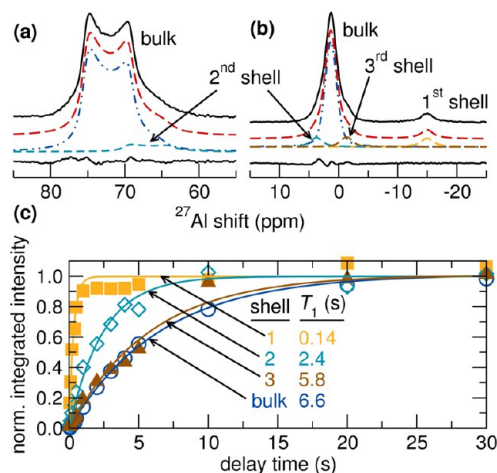 (a)
bulk
2nd shell
(b)
bulk
3rd shell
1st shell
80 70 60
10 0 -10 -20
27Al shift (ppm)
(c)
norm. integrated intensity
1.0
0.8
0.6
0.4
0.2
0.0
shell T1 (s)
1 0.14
2 2.4
3 5.8
bulk 6.6
0 5 10 15 20 25 30
delay time (s)